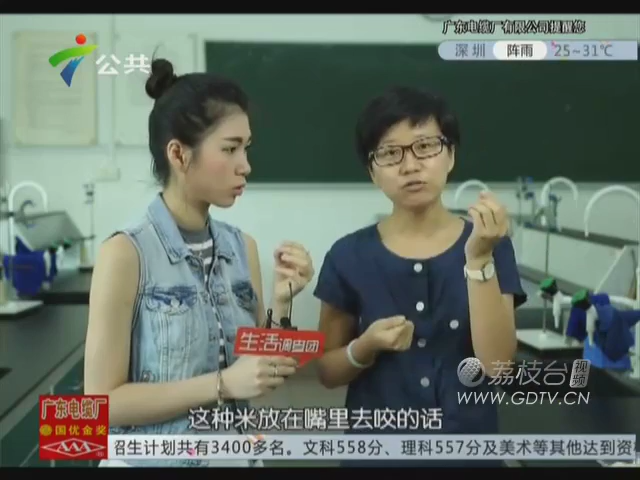 广东电缆厂有限公司提醒您
公共
深圳 阵雨 25~31℃
生活调查团
荔枝台视频
WWW.GDTV.CN
这种米放在嘴里去咬的话
广东电缆厂
国优金奖
AAA
招生计划共有3400多名。文科558分、理科557分及美术等其他达到资